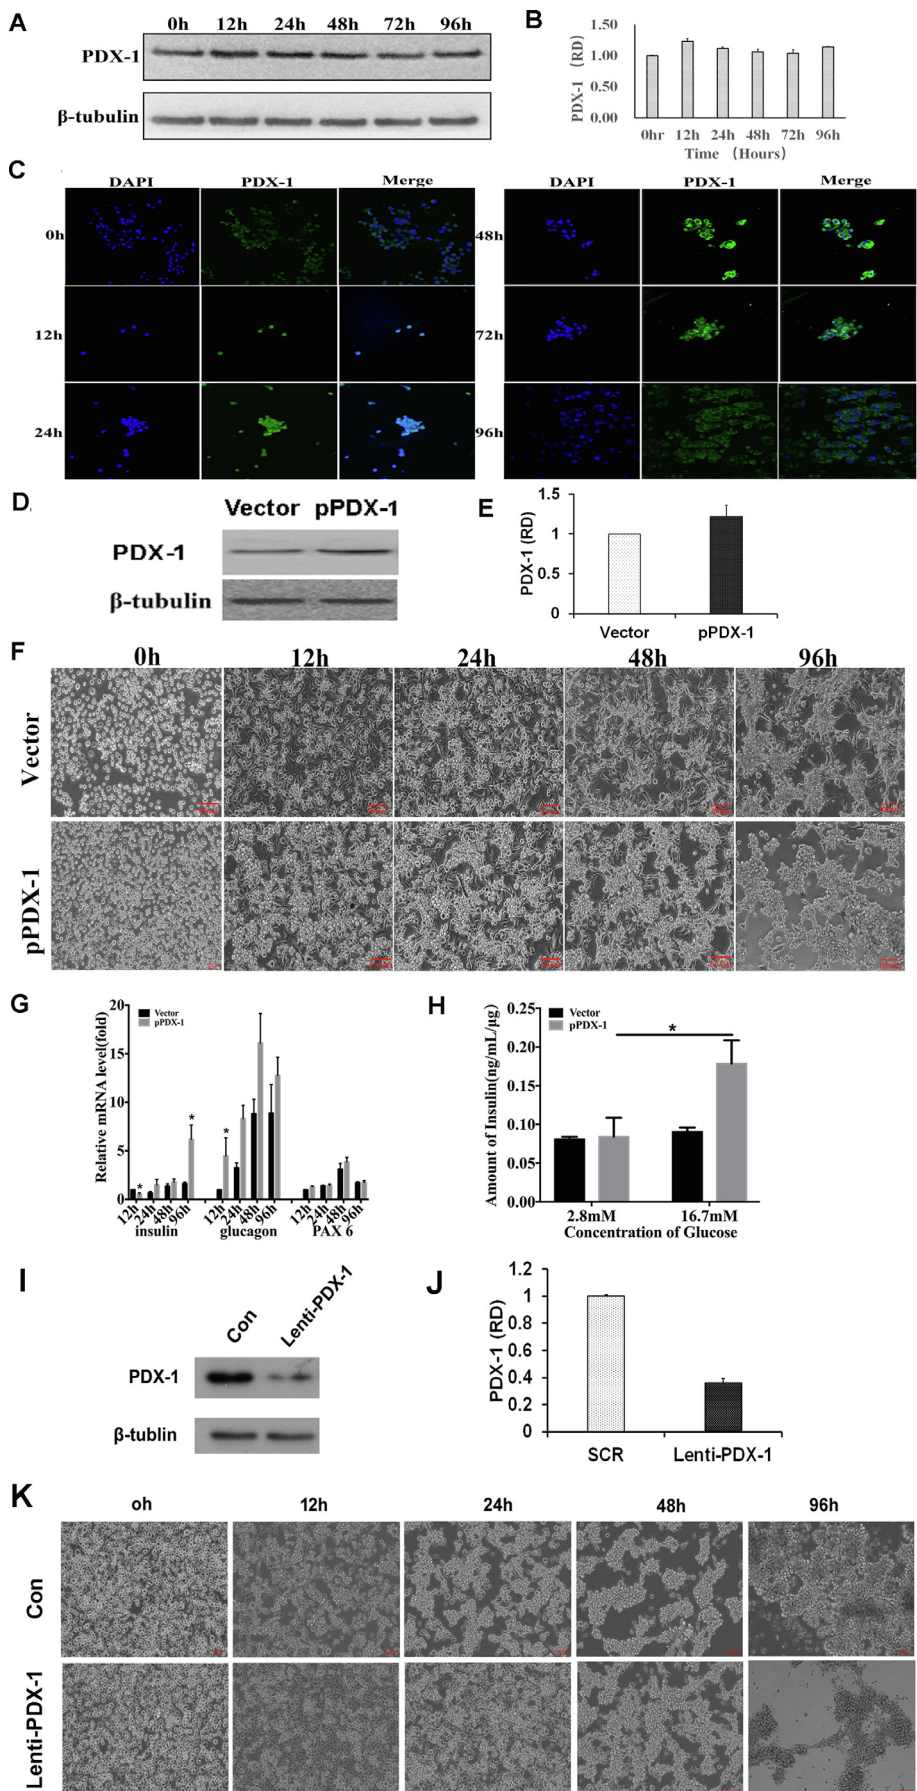 A
0h 12h 24h 48h 72h 96h
PDX-1
β-tubulin
B
PDX-1 (RD)
1.50
1.00
0.50
0.00
0hr 12h 24h 48h 72h 96h
Time (Hours)
C
DAPI PDX-1 Merge
0h
12h
24h
DAPI PDX-1 Merge
48h
72h
96h
D
Vector pPDX-1
PDX-1
β-tubulin
E
PDX-1 (RD)
1.5
1
0.5
0
Vector pPDX-1
F
0h 12h 24h 48h 96h
Vector
pPDX-1
G
Relative mRNA level(fold)
20
15
10
5
0
Vector
pPDX-1
* * *
12h 24h 48h 96h 12h 24h 48h 96h 12h 24h 48h 96h
insulin glucagon PAX 6
H
Amount of Insulin(ng/mL/μg)
0.25
0.20
0.15
0.10
0.05
0.00
Vector
pPDX-1
*
2.8mM 16.7mM
Concentration of Glucose
I
Con Lenti-PDX-1
PDX-1
β-tublin
J
PDX-1 (RD)
1.2
1
0.8
0.6
0.4
0.2
0
SCR Lenti-PDX-1
K
oh 12h 24h 48h 96h
Con
Lenti-PDX-1